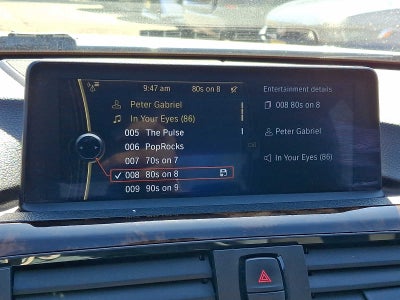 9:47 am 80s on 8
Peter Gabriel
In Your Eyes (86)
005 The Pulse
006 PopRocks
007 70s on 7
008 80s on 8
009 90s on 9
Entertainment details
008 80s on 8
Peter Gabriel
In Your Eyes (86)